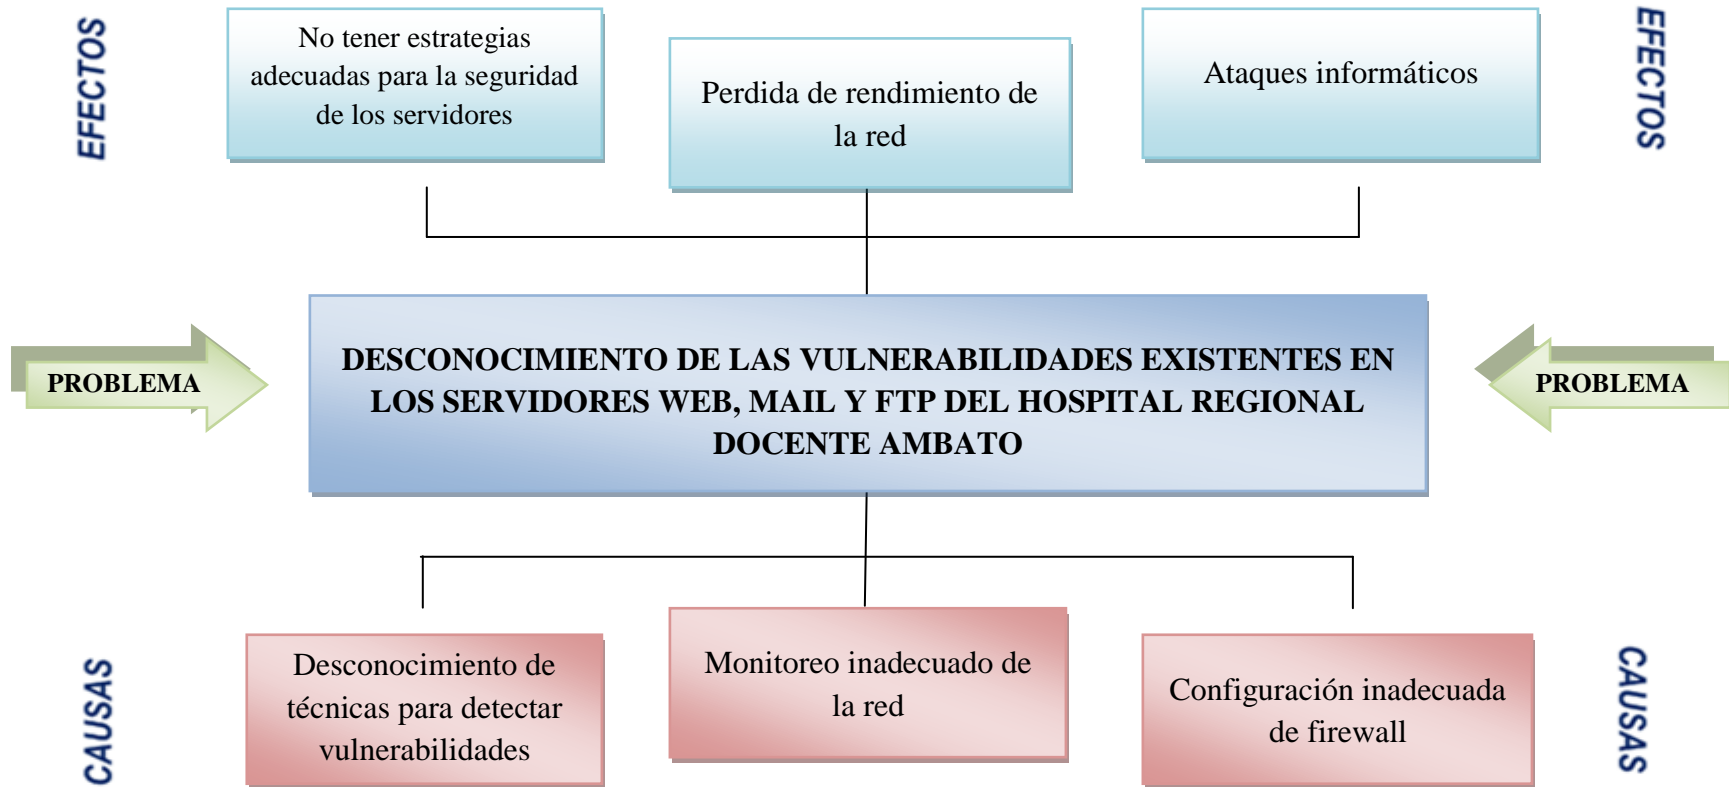 EFECTOS
No tener estrategias
adecuadas para la seguridad
de los servidores
Perdida de rendimiento de
la red
Ataques informáticos
EFECTOS
PROBLEMA
DESCONOCIMIENTO DE LAS VULNERABILIDADES EXISTENTES EN
LOS SERVIDORES WEB, MAIL Y FTP DEL HOSPITAL REGIONAL
DOCENTE AMBATO
PROBLEMA
CAUSAS
Desconocimiento de
técnicas para detectar
vulnerabilidades
Monitoreo inadecuado de
la red
Configuración inadecuada
de firewall
CAUSAS